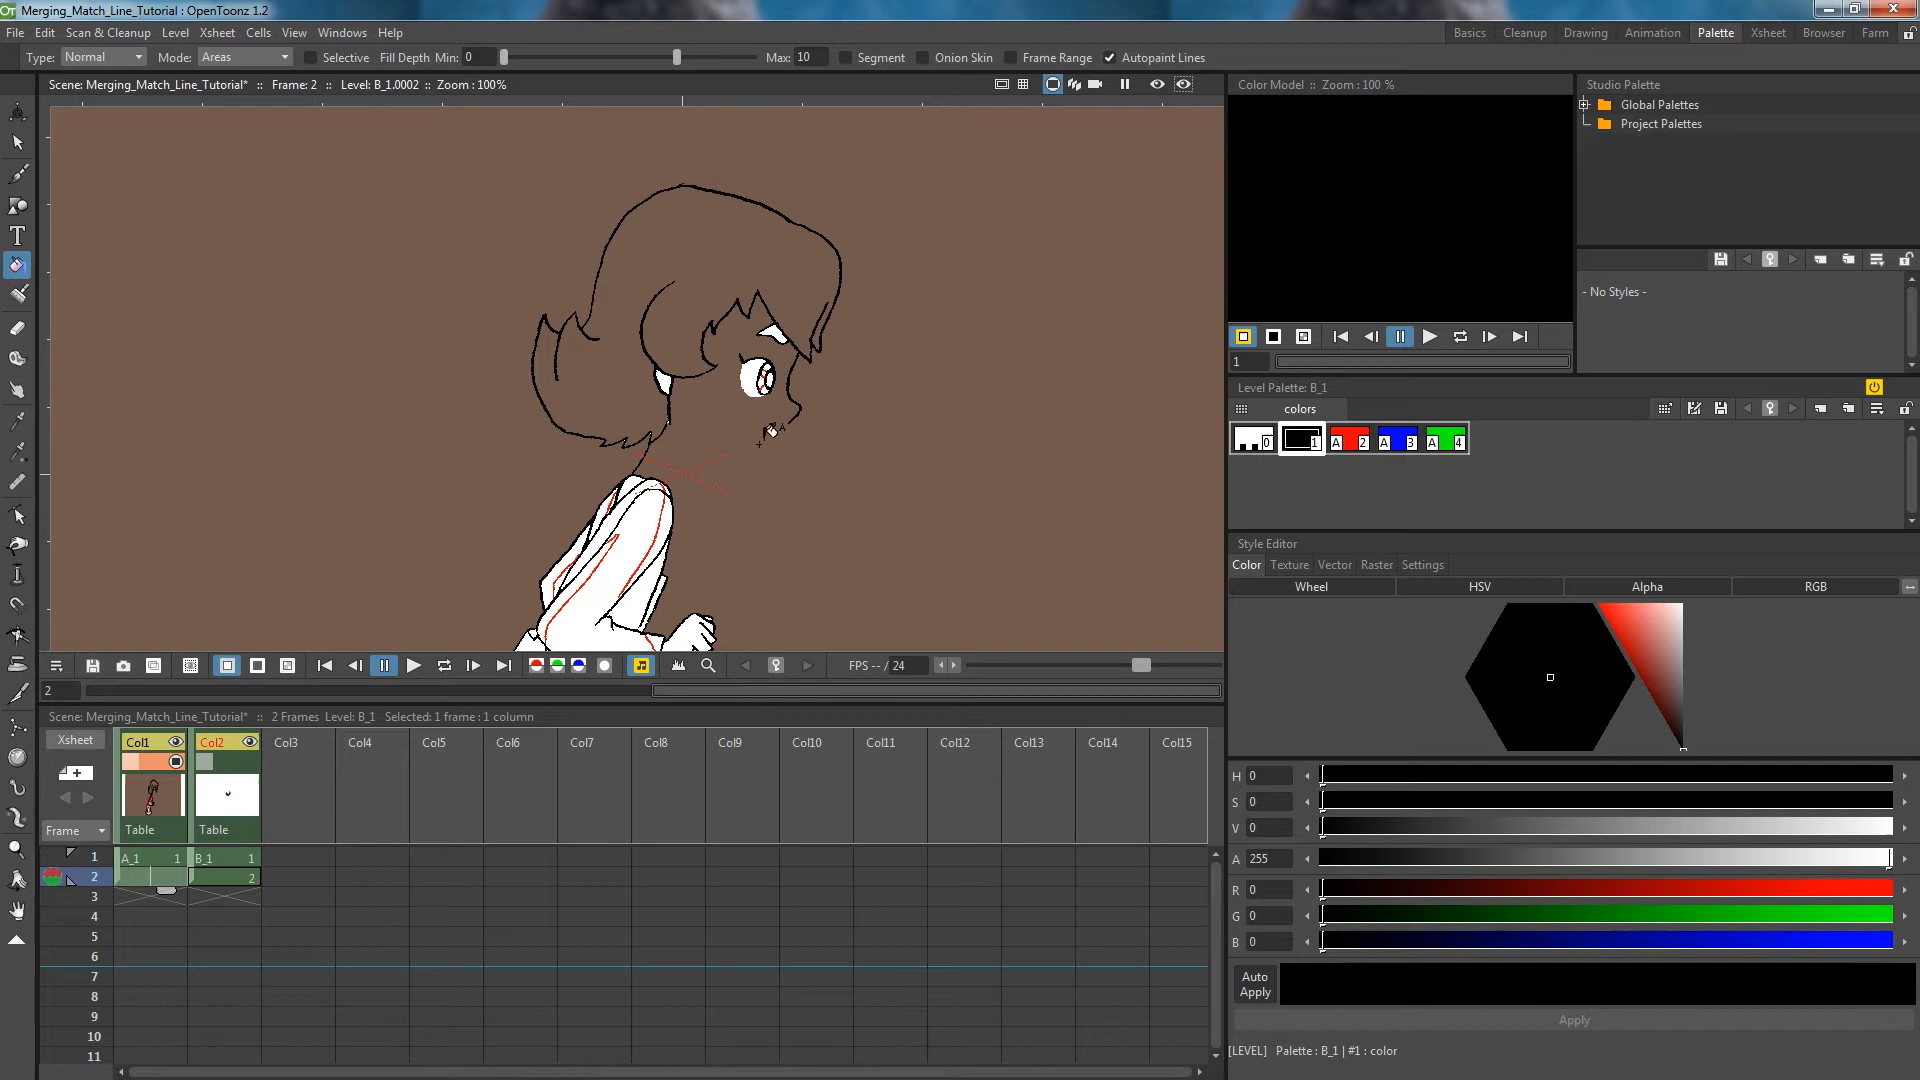 Merging_Match_Line_Tutorial : OpenToonz 1.2
File Edit Scan & Cleanup Level Xsheet Cells View Windows Help
Basics Cleanup Drawing Animation Palette Xsheet Browser Farm
Type: Normal Mode: Areas Selective Fill Depth Min: 0 Max: 10 Segment Onion Skin Frame Range Autopaint Lines
Scene: Merging_Match_Line_Tutorial* :: Frame: 2 :: Level: B_1.0002 :: Zoom : 100%
Color Model :: Zoom : 100 %
Studio Palette
Global Palettes
Project Palettes
- No Styles -
1
Level Palette: B_1
colors
0 1 A 2 A 3 A 4
Style Editor
Color Texture Vector Raster Settings
Wheel HSV Alpha RGB
H 0
S 0
V 0
A 255
R 0
G 0
B 0
Auto Apply
Apply
[LEVEL] Palette : B_1 | #1 : color
FPS -- / 24
2
Scene: Merging_Match_Line_Tutorial* :: 2 Frames Level: B_1 Selected: 1 frame : 1 column
Xsheet
Col1 Col2 Col3 Col4 Col5 Col6 Col7 Col8 Col9 Col10 Col11 Col12 Col13 Col14 Col15
Frame
Table Table
1 A_1 1 B_1 1
2 2
3
4
5
6
7
8
9
10
11